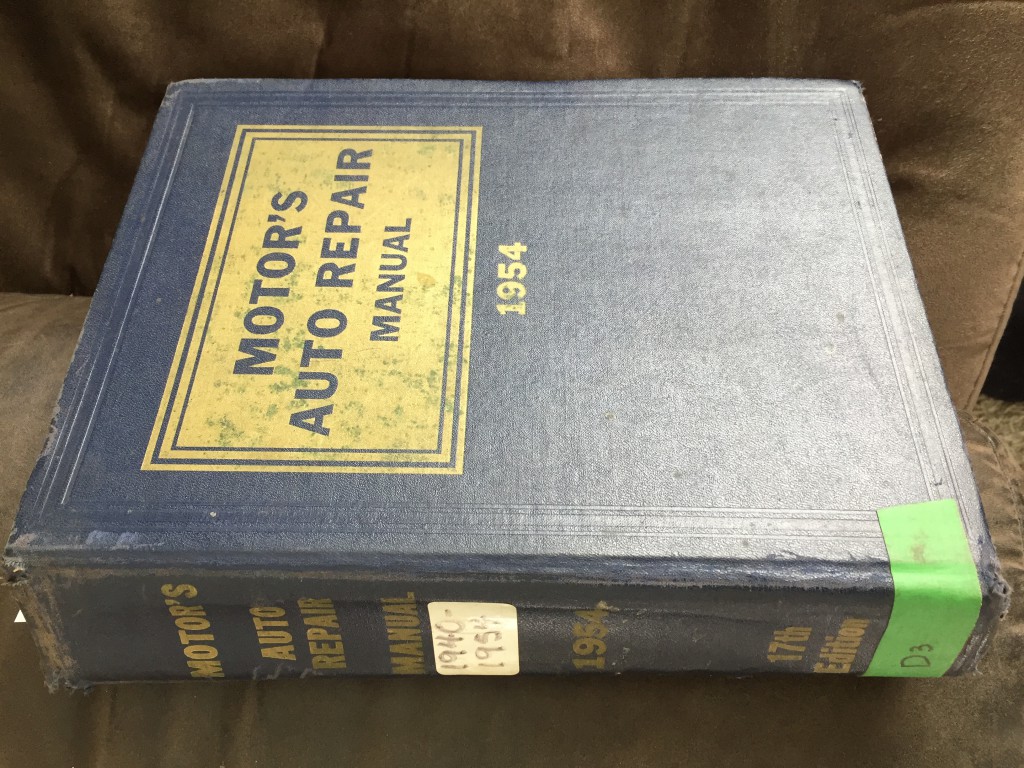 MOTOR'S
AUTO REPAIR
MANUAL
1954
MOTOR'S
AUTO
REPAIR
MANUAL
1940-
1954
1954
17th
Edition
D3